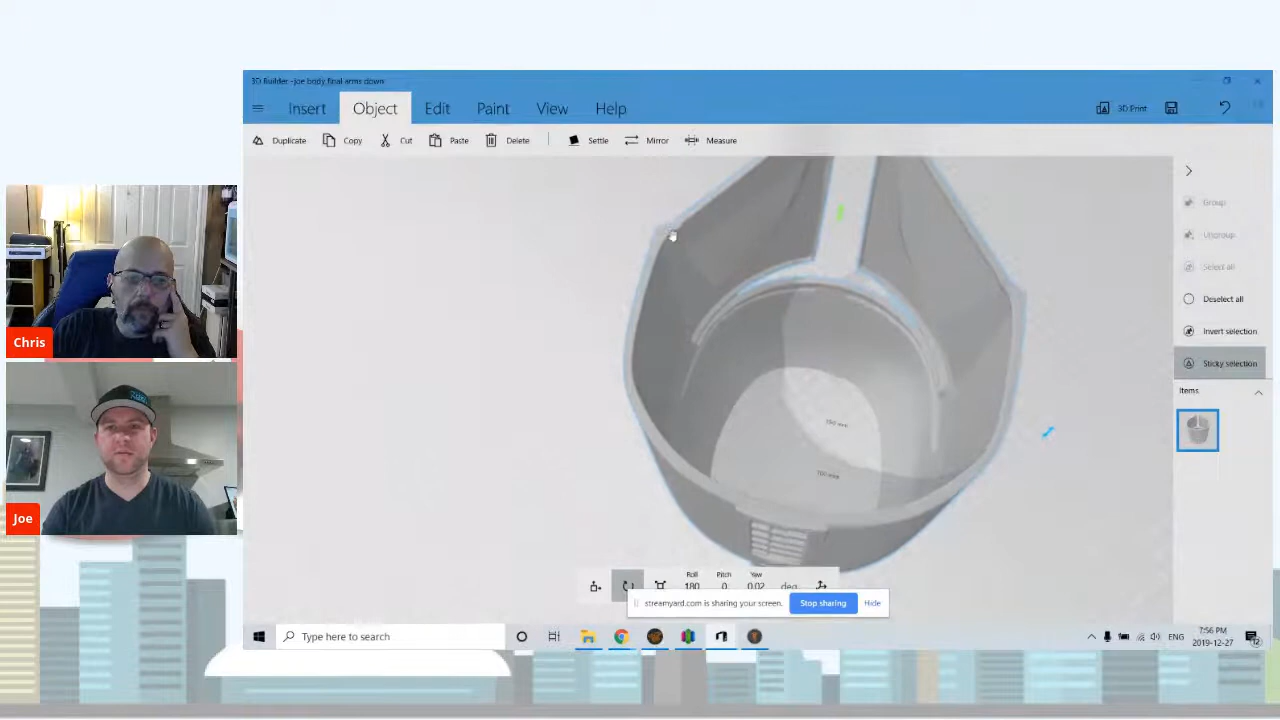 3D Builder - joe body final arms down
Insert Object Edit Paint View Help
3D Print
Duplicate Copy Cut Paste Delete Settle Mirror Measure
Group
Ungroup
Select all
Deselect all
Invert selection
Sticky selection
Items
Chris
Joe
Roll Pitch Yaw
180 0 0.02 deg
streamyard.com is sharing your screen. Stop sharing Hide
Type here to search
ENG
7:56 PM
2019-12-27